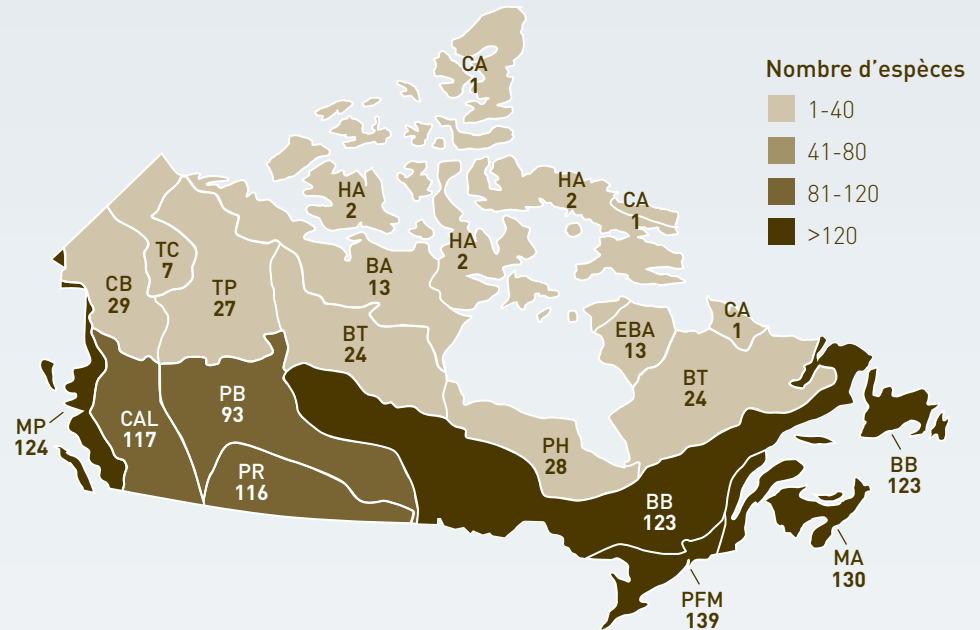 CA
1
Nombre d'espèces
1-40
41-80
81-120
>120
HA
2
HA
2
CA
1
HA
2
TC
7
BA
13
CB
29
TP
27
CA
1
EBA
13
BT
24
BT
24
PB
93
CAL
117
MP
124
PH
28
PR
116
BB
123
BB
123
MA
130
PFM
139